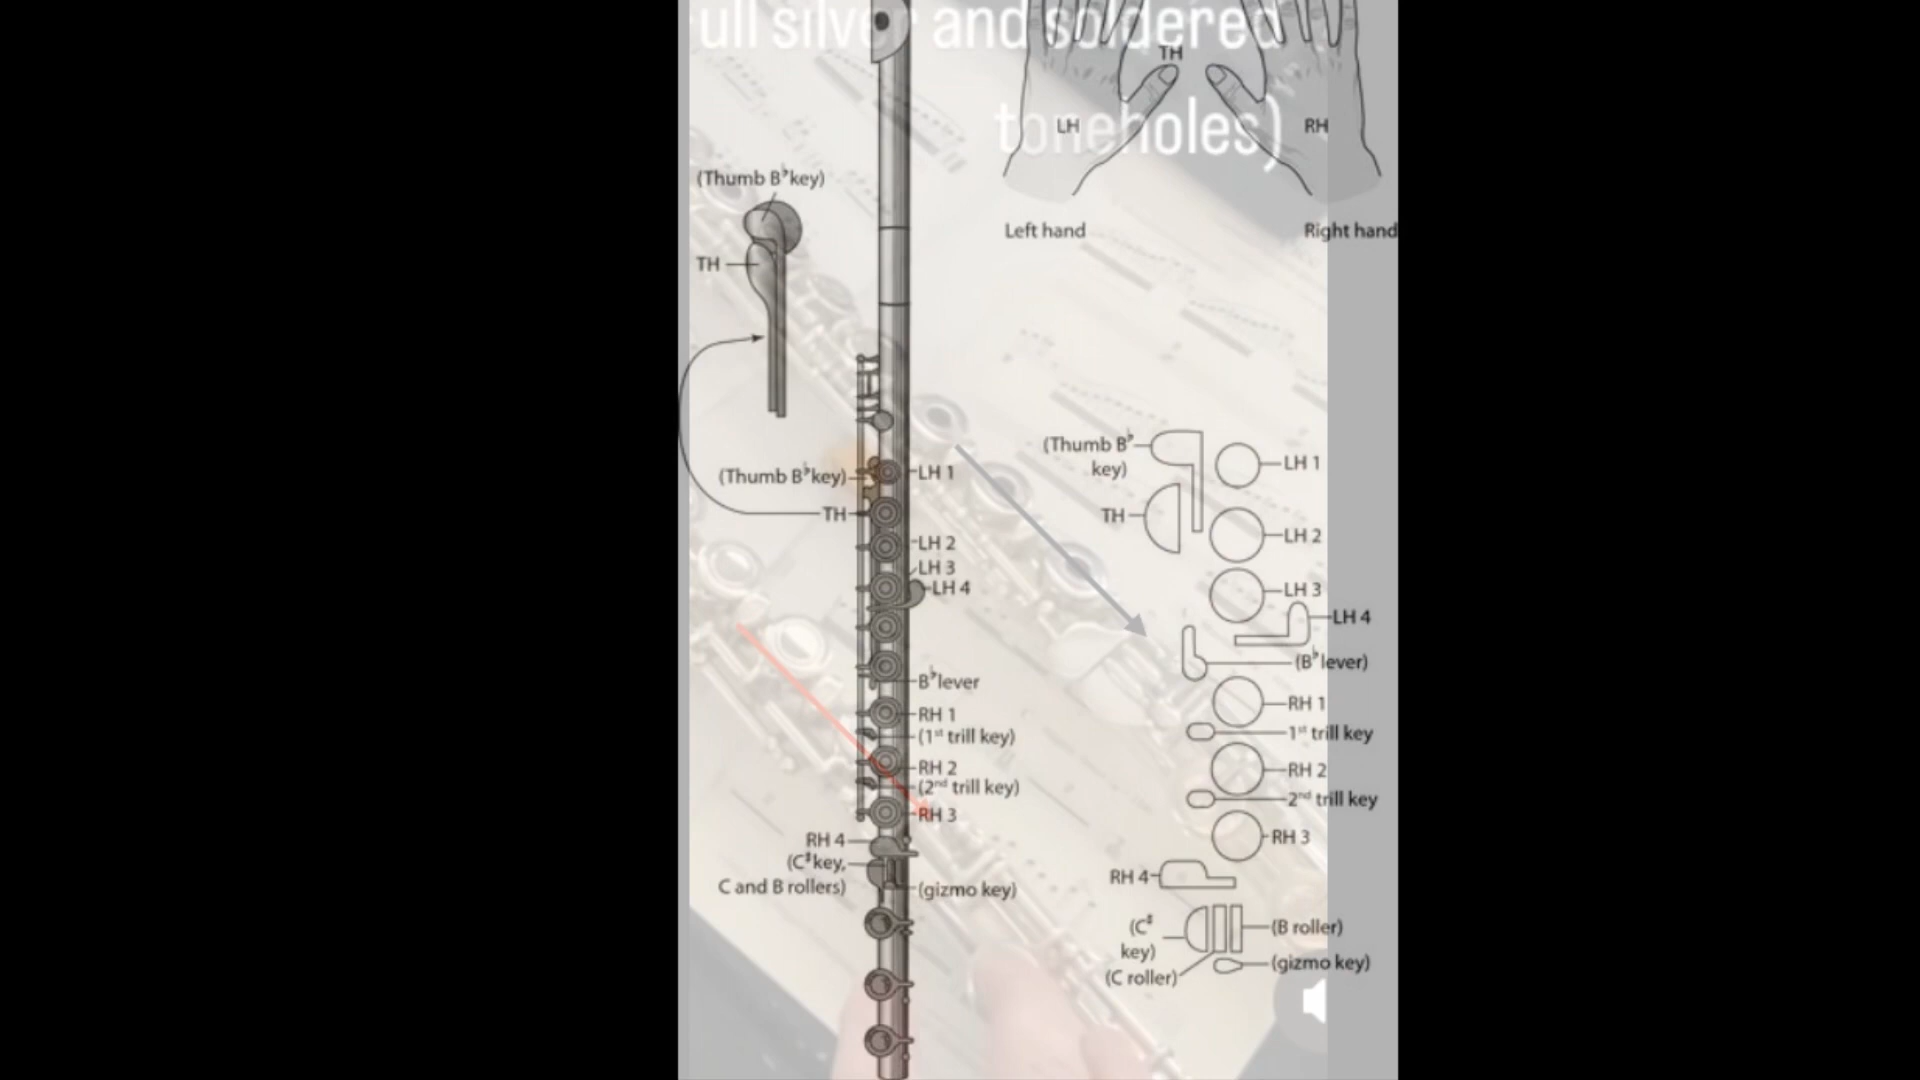 ull silver and soldered
toneholes)
TH
LH
RH
Left hand
Right hand
(Thumb B♭ key)
TH
(Thumb B♭ key)
TH
LH 1
LH 2
LH 3
LH 4
B♭ lever
RH 1
(1st trill key)
RH 2
(2nd trill key)
RH 3
RH 4
(C♯ key,
C and B rollers)
(gizmo key)
(Thumb B♭
key)
TH
LH 1
LH 2
LH 3
LH 4
(B♭ lever)
RH 1
1st trill key
RH 2
2nd trill key
RH 3
RH 4
(C♯
key)
(C roller)
(B roller)
(gizmo key)